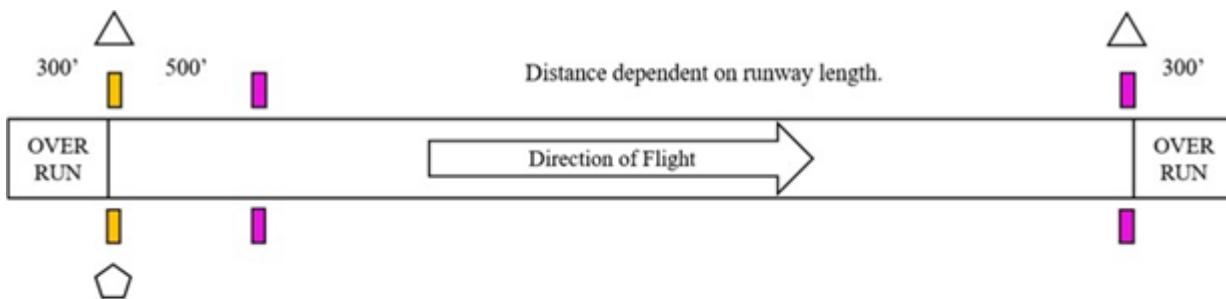 300’ 500’ Distance dependent on runway length. 300’
OVER
RUN
Direction of Flight
OVER
RUN